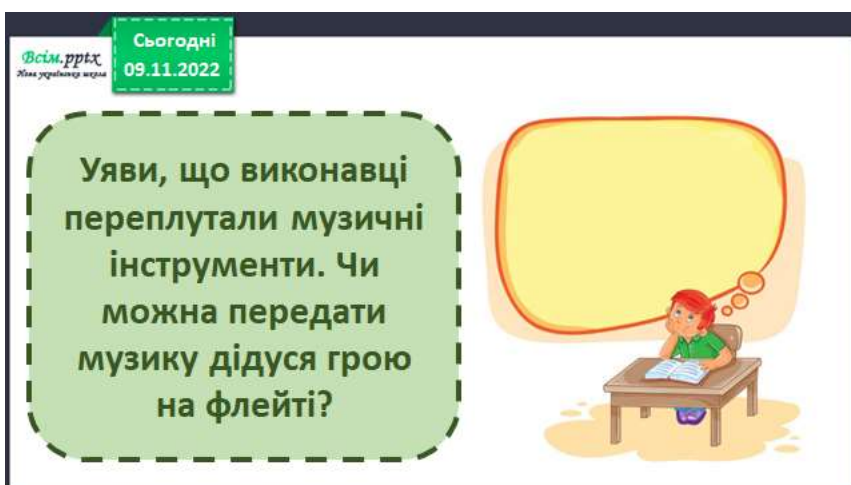 Всім.pptx
Нова українська школа
Сьогодні
09.11.2022
Уяви, що виконавці
переплутали музичні
інструменти. Чи
можна передати
музику дідуся грою
на флейті?